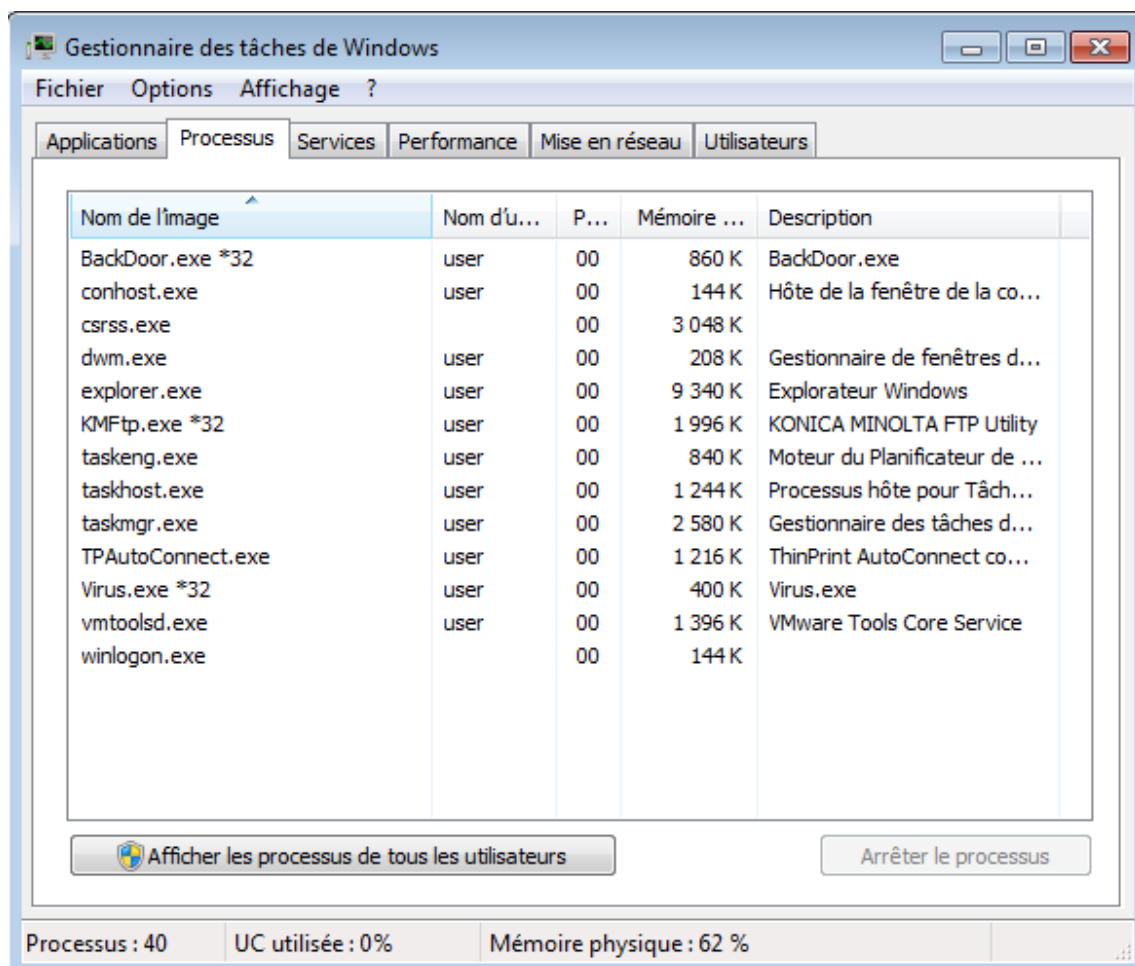 Gestionnaire des tâches de Windows
Fichier Options Affichage ?
Applications Processus Services Performance Mise en réseau Utilisateurs
Nom de l'image Nom d'u... P... Mémoire ... Description
BackDoor.exe *32 user 00 860 K BackDoor.exe
conhost.exe user 00 144 K Hôte de la fenêtre de la co...
csrss.exe 00 3 048 K
dwm.exe user 00 208 K Gestionnaire de fenêtres d...
explorer.exe user 00 9 340 K Explorateur Windows
KMFtp.exe *32 user 00 1 996 K KONICA MINOLTA FTP Utility
taskeng.exe user 00 840 K Moteur du Planificateur de ...
taskhost.exe user 00 1 244 K Processus hôte pour Tâch...
taskmgr.exe user 00 2 580 K Gestionnaire des tâches d...
TPAutoConnect.exe user 00 1 216 K ThinPrint AutoConnect co...
Virus.exe *32 user 00 400 K Virus.exe
vmtoolsd.exe user 00 1 396 K VMware Tools Core Service
winlogon.exe 00 144 K
Afficher les processus de tous les utilisateurs Arrêter le processus
Processus : 40 UC utilisée : 0% Mémoire physique : 62 %